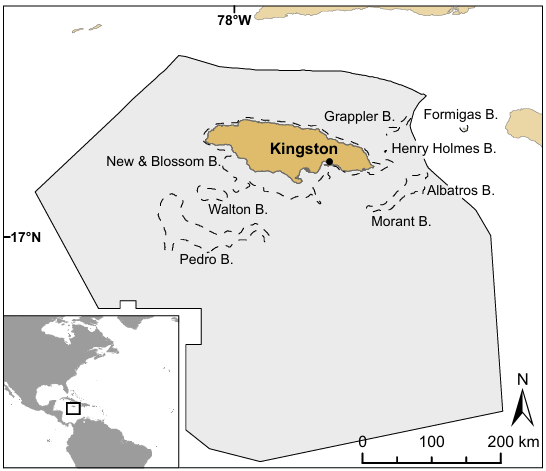 78°W
Grappler B.
Formigas B.
Kingston
Henry Holmes B.
New & Blossom B.
Albatros B.
Walton B.
Morant B.
17°N
Pedro B.
N
0 100 200 km